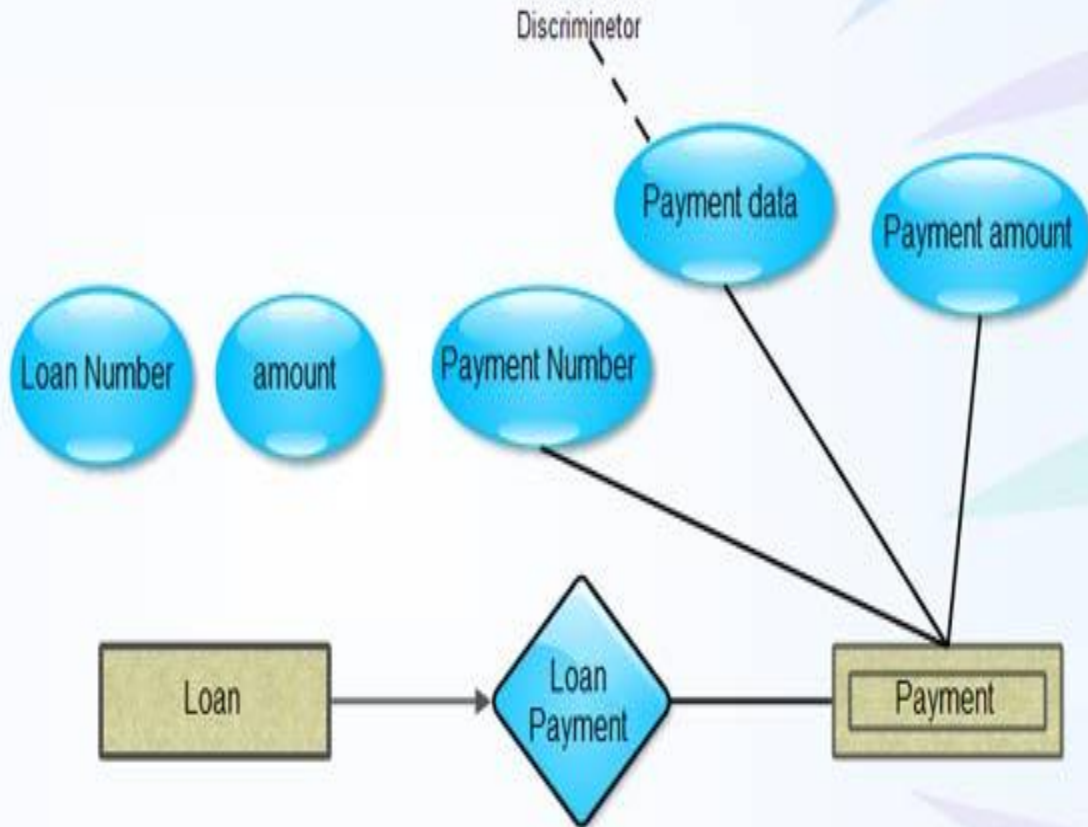 Discriminetor
Payment data
Payment amount
Loan Number
amount
Payment Number
Loan
Loan
Payment
Payment